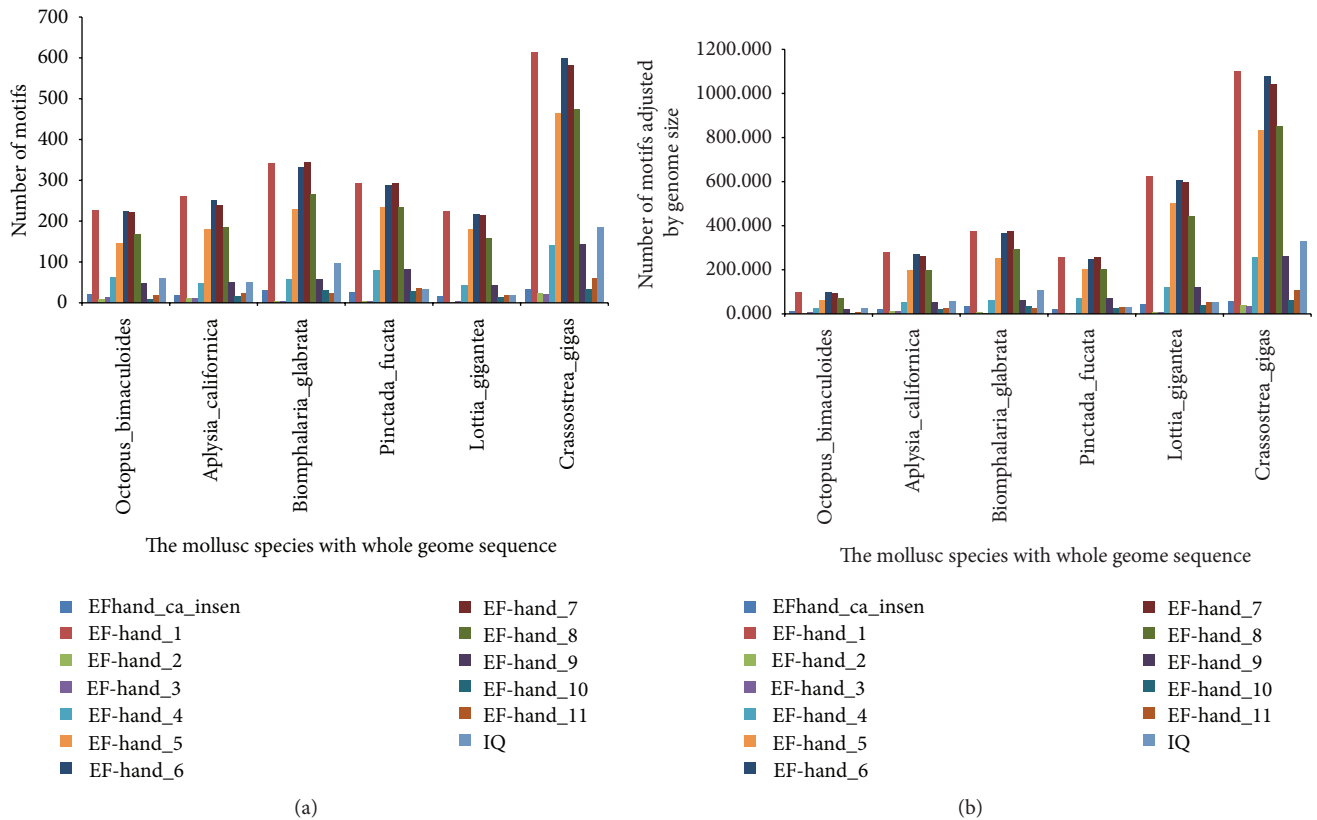 700
600
500
400
300
200
100
0
Number of motifs
Octopus_bimaculoides
Aplysia_californica
Biomphalaria_glabrata
Pinctada_fucata
Lottia_gigantea
Crassostrea_gigas
The mollusc species with whole geome sequence
EFhand_ca_insen
EF-hand_1
EF-hand_2
EF-hand_3
EF-hand_4
EF-hand_5
EF-hand_6
EF-hand_7
EF-hand_8
EF-hand_9
EF-hand_10
EF-hand_11
IQ
(a)
1200.000
1000.000
800.000
600.000
400.000
200.000
0.000
Number of motifs adjusted
by genome size
Octopus_bimaculoides
Aplysia_californica
Biomphalaria_glabrata
Pinctada_fucata
Lottia_gigantea
Crassostrea_gigas
The mollusc species with whole geome sequence
EFhand_ca_insen
EF-hand_1
EF-hand_2
EF-hand_3
EF-hand_4
EF-hand_5
EF-hand_6
EF-hand_7
EF-hand_8
EF-hand_9
EF-hand_10
EF-hand_11
IQ
(b)